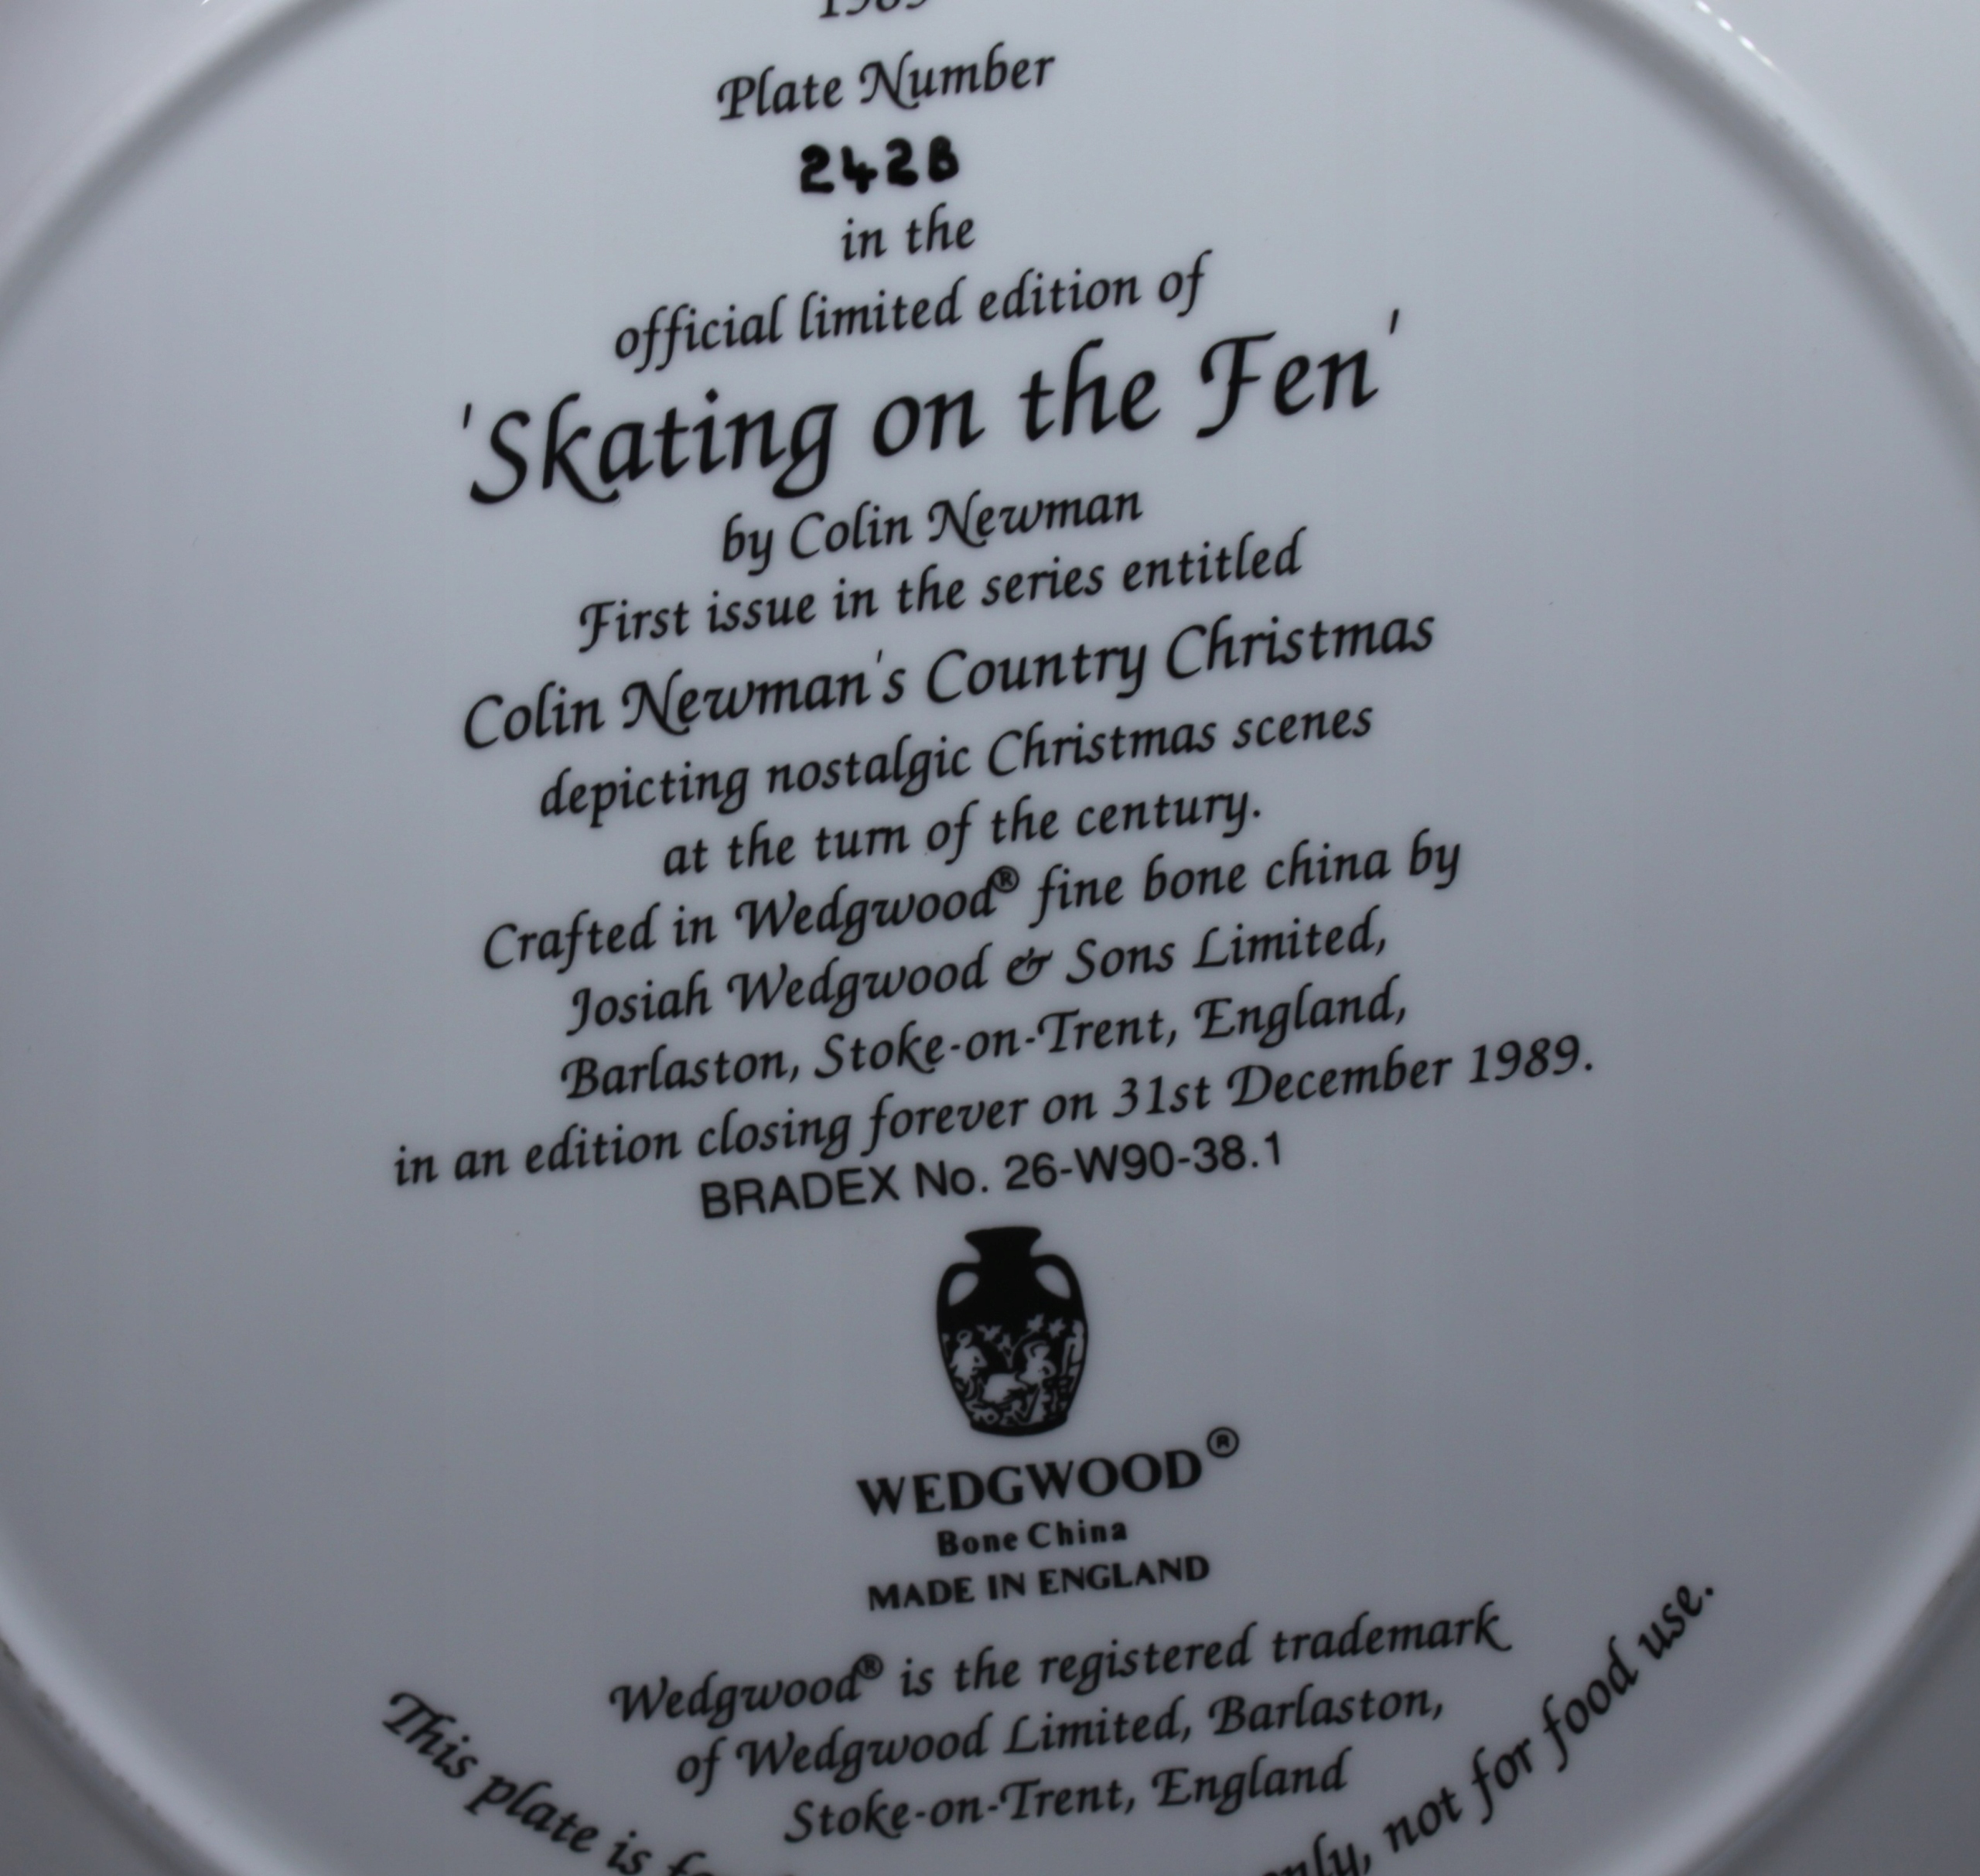 1989
Plate Number
2428
in the
official limited edition of
'Skating on the Fen'
by Colin Newman
First issue in the series entitled
Colin Newman's Country Christmas
depicting nostalgic Christmas scenes
at the turn of the century.
Crafted in Wedgwood® fine bone china by
Josiah Wedgwood & Sons Limited,
Barlaston, Stoke-on-Trent, England,
in an edition closing forever on 31st December 1989.
BRADEX No. 26-W90-38.1
WEDGWOOD®
Bone China
MADE IN ENGLAND
Wedgwood® is the registered trademark
of Wedgwood Limited, Barlaston,
Stoke-on-Trent, England
This plate is only, not for food use.